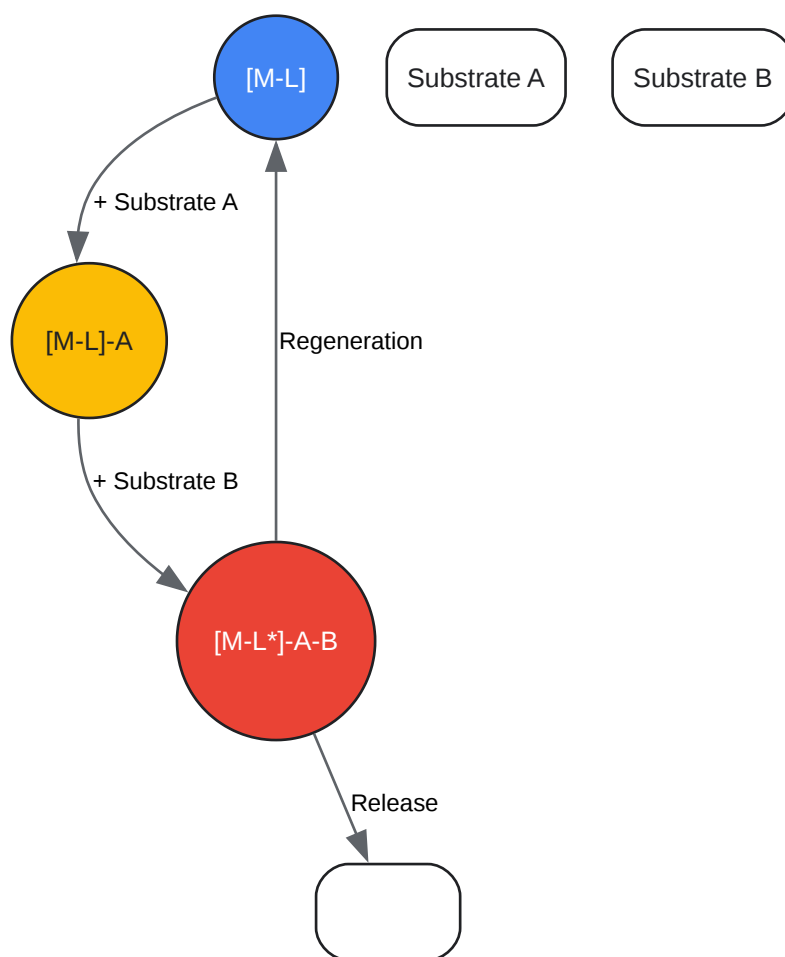 [M-L]
Substrate A
Substrate B
+ Substrate A
[M-L]-A
Regeneration
+ Substrate B
[M-L*]-A-B
Release